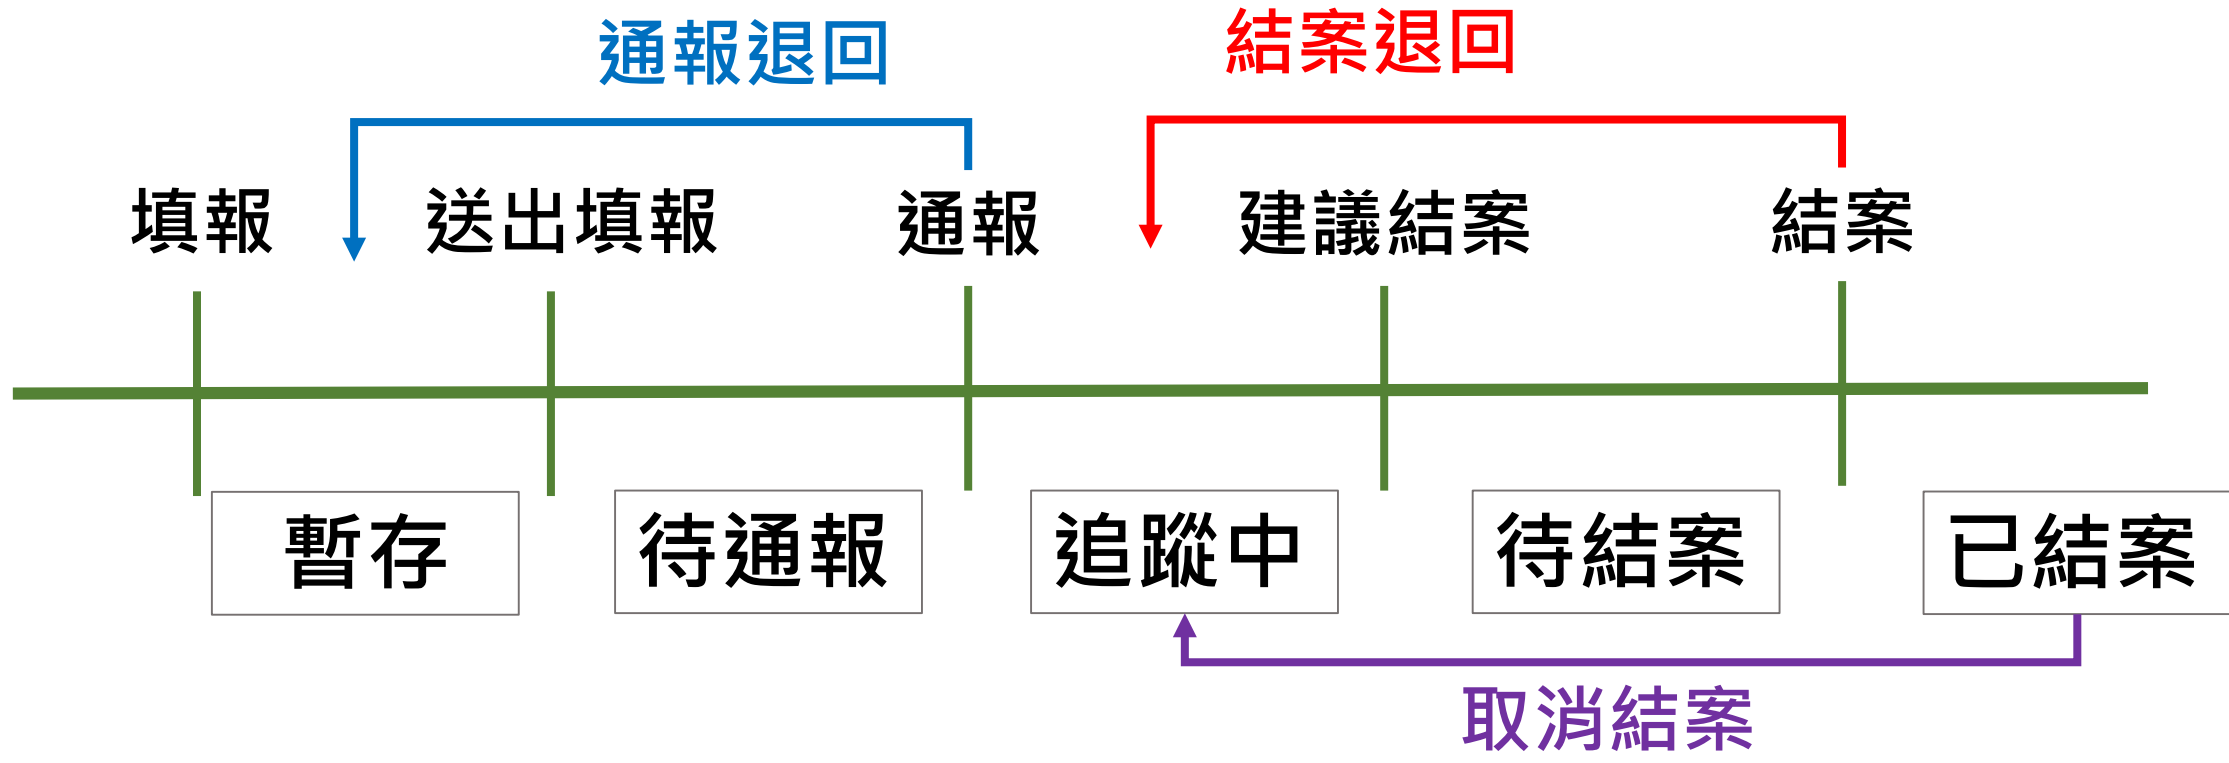 通報退回
結案退回
填報
送出填報
通報
建議結案
結案
暫存
待通報
追蹤中
待結案
已結案
取消結案